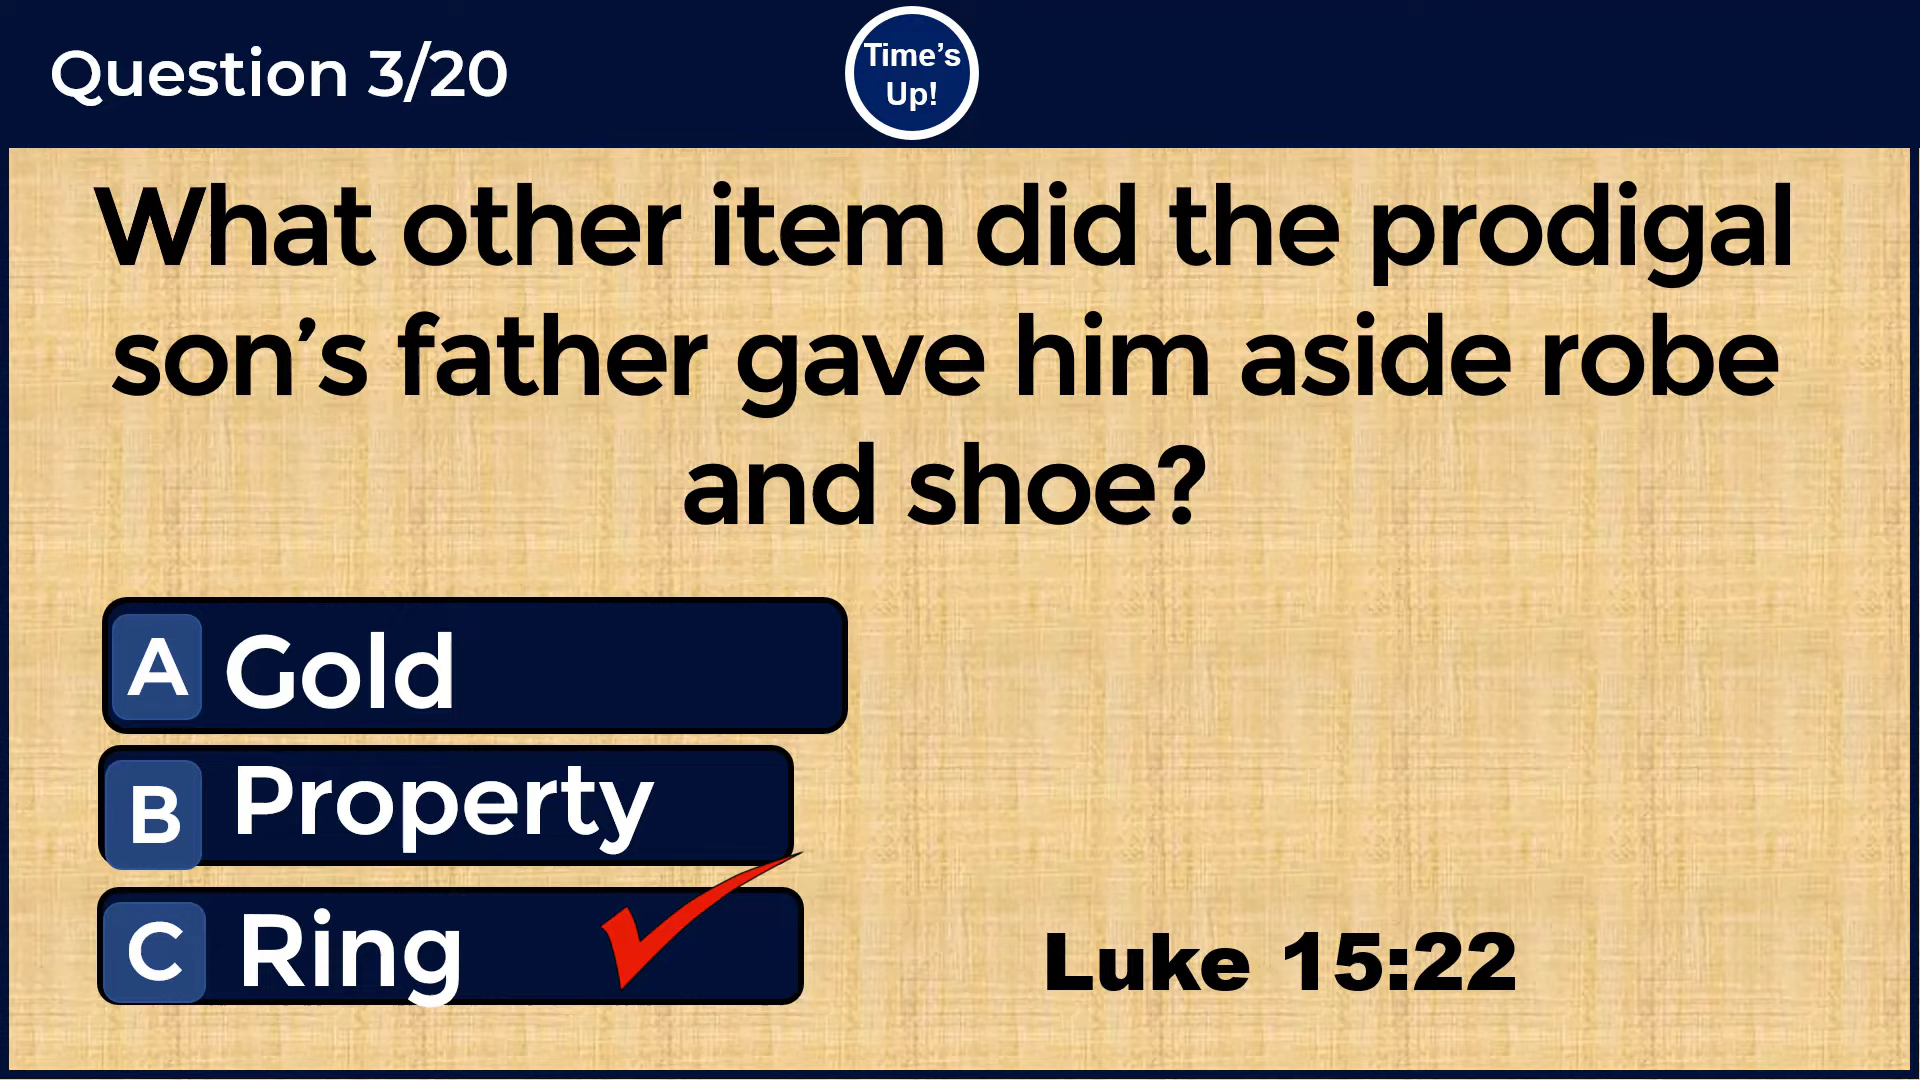 Question 3/20
Time's
Up!
What other item did the prodigal
son’s father gave him aside robe
and shoe?
A Gold
B Property
C Ring
Luke 15:22